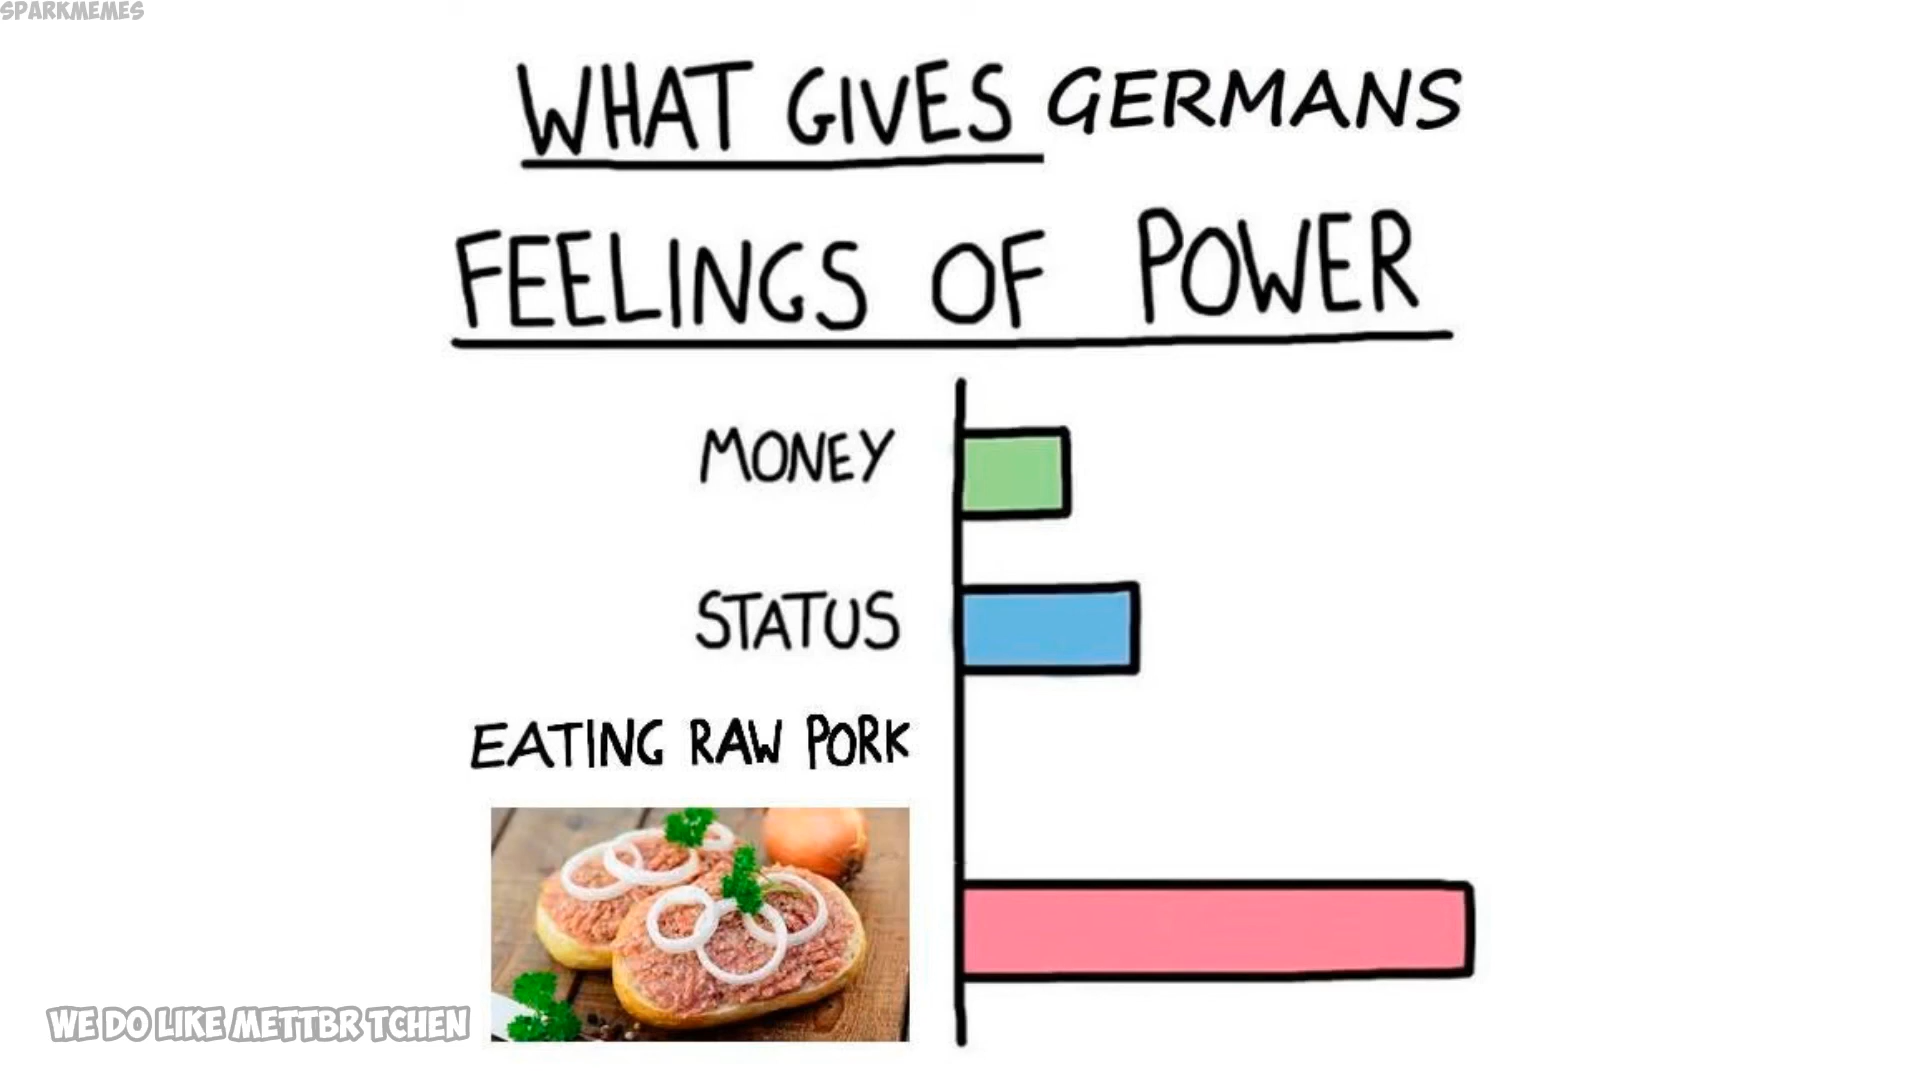 SPARKMEMES
WHAT GIVES GERMANS
FEELINGS OF POWER
MONEY
STATUS
EATING RAW PORK
WE DO LIKE METTBR TCHEN